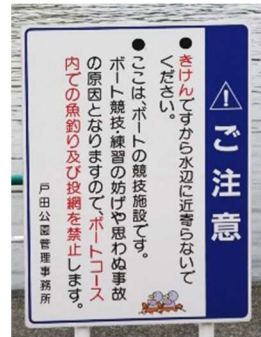 ご注意
●きけんですから水辺に近寄らないで
ください。
●ここは、ボートの競技施設です。
ボート競技・練習の妨げや思わぬ事故
の原因となりますので、ボートコース
内での魚釣り及び投網を禁止します。
戸田公園管理事務所